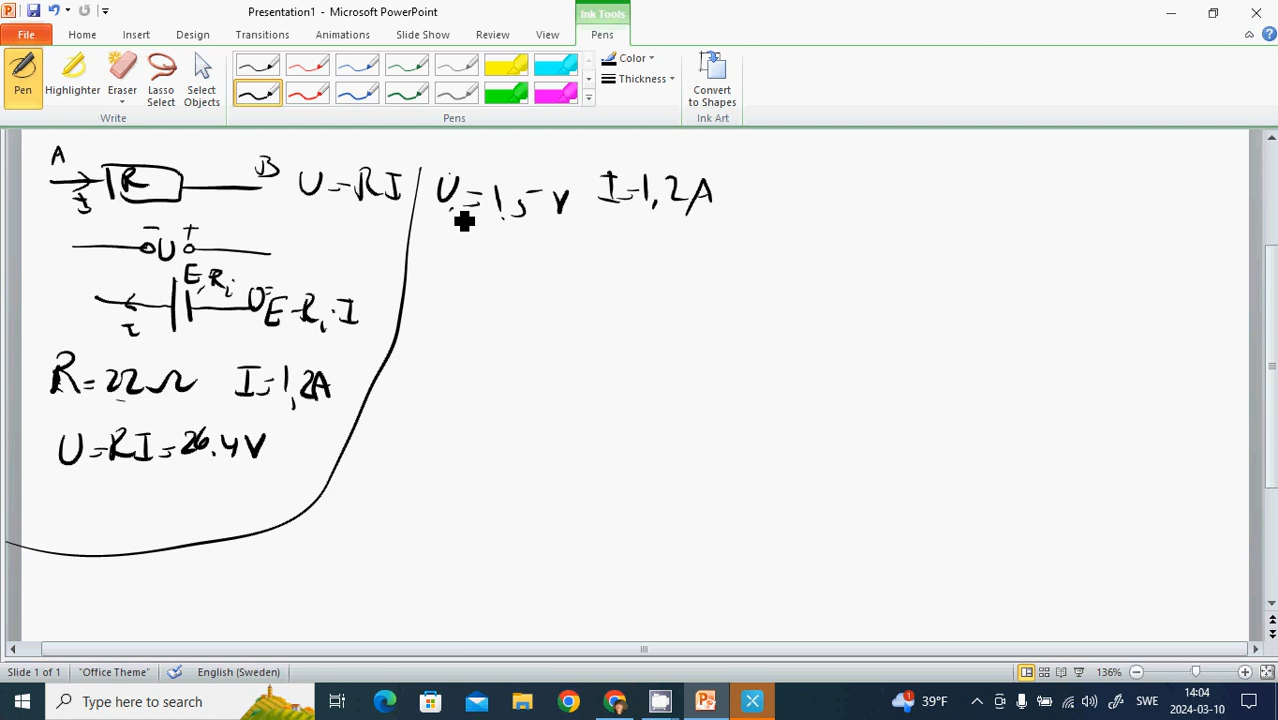 Presentation1 - Microsoft PowerPoint
Ink Tools
File Home Insert Design Transitions Animations Slide Show Review View Pens
Pen Highlighter Eraser Lasso Select Select Objects
Color
Thickness
Convert to Shapes
Write Pens Ink Art
A R B U=RI
I
- U +
E, Ri
U=E-Ri·I
I
R=22Ω I=1,2A
U=RI=26.4V
U=1,5V I=1,2A
Slide 1 of 1 "Office Theme" English (Sweden) 136%
Type here to search
39°F SWE 14:04
2024-03-10